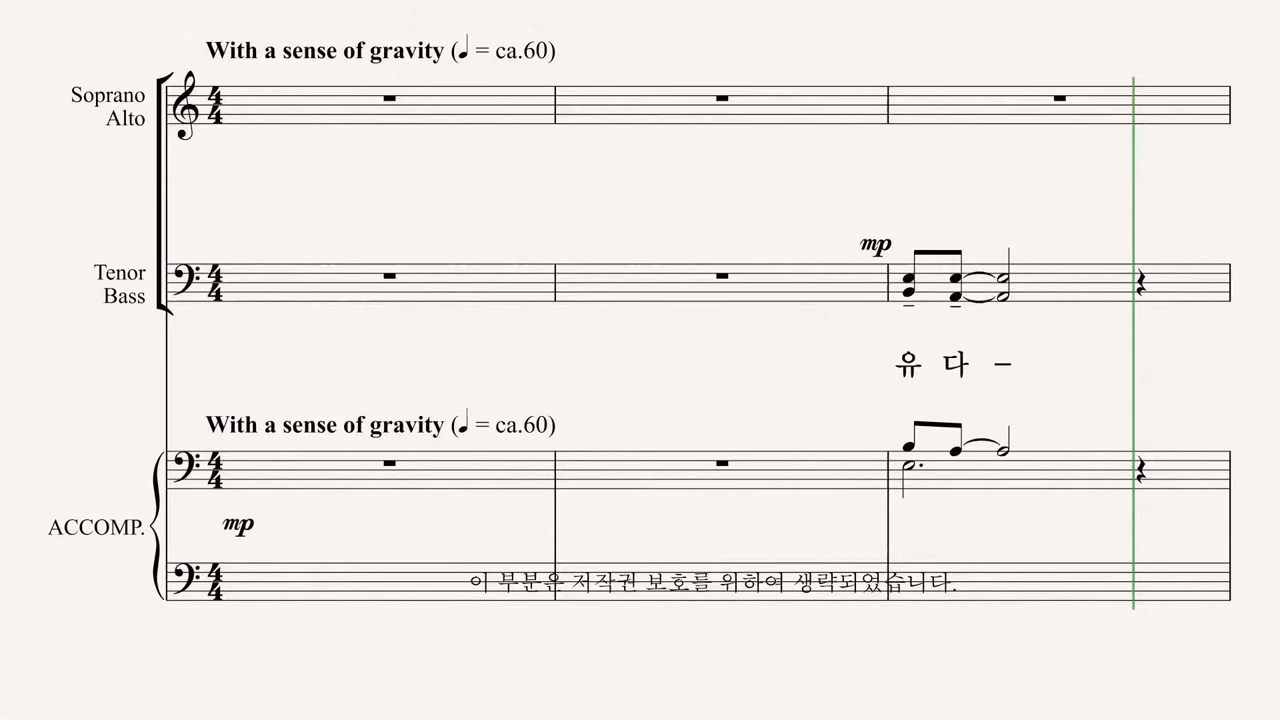 With a sense of gravity (♩ = ca.60)
Soprano
Alto
mp
Tenor
Bass
유 다 –
With a sense of gravity (♩ = ca.60)
mp
ACCOMP.
이 부분은 저작권 보호를 위하여 생략되었습니다.